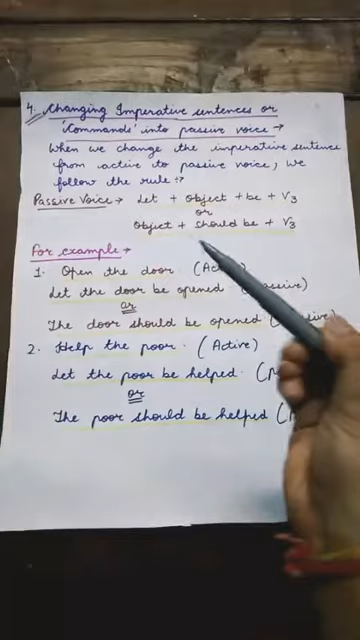 4. Changing Imperative sentences or
'Commands' into passive voice →
When we change the imperative sentence
from active to passive voice, we
follow the rule :→
Passive Voice → Let + Object + be + V3
or
Object + should be + V3
For example →
1. Open the door (Active)
Let the door be opened (Passive)
or
The door should be opened
2. Help the poor. (Active)
Let the poor be helped.
or
The poor should be helped